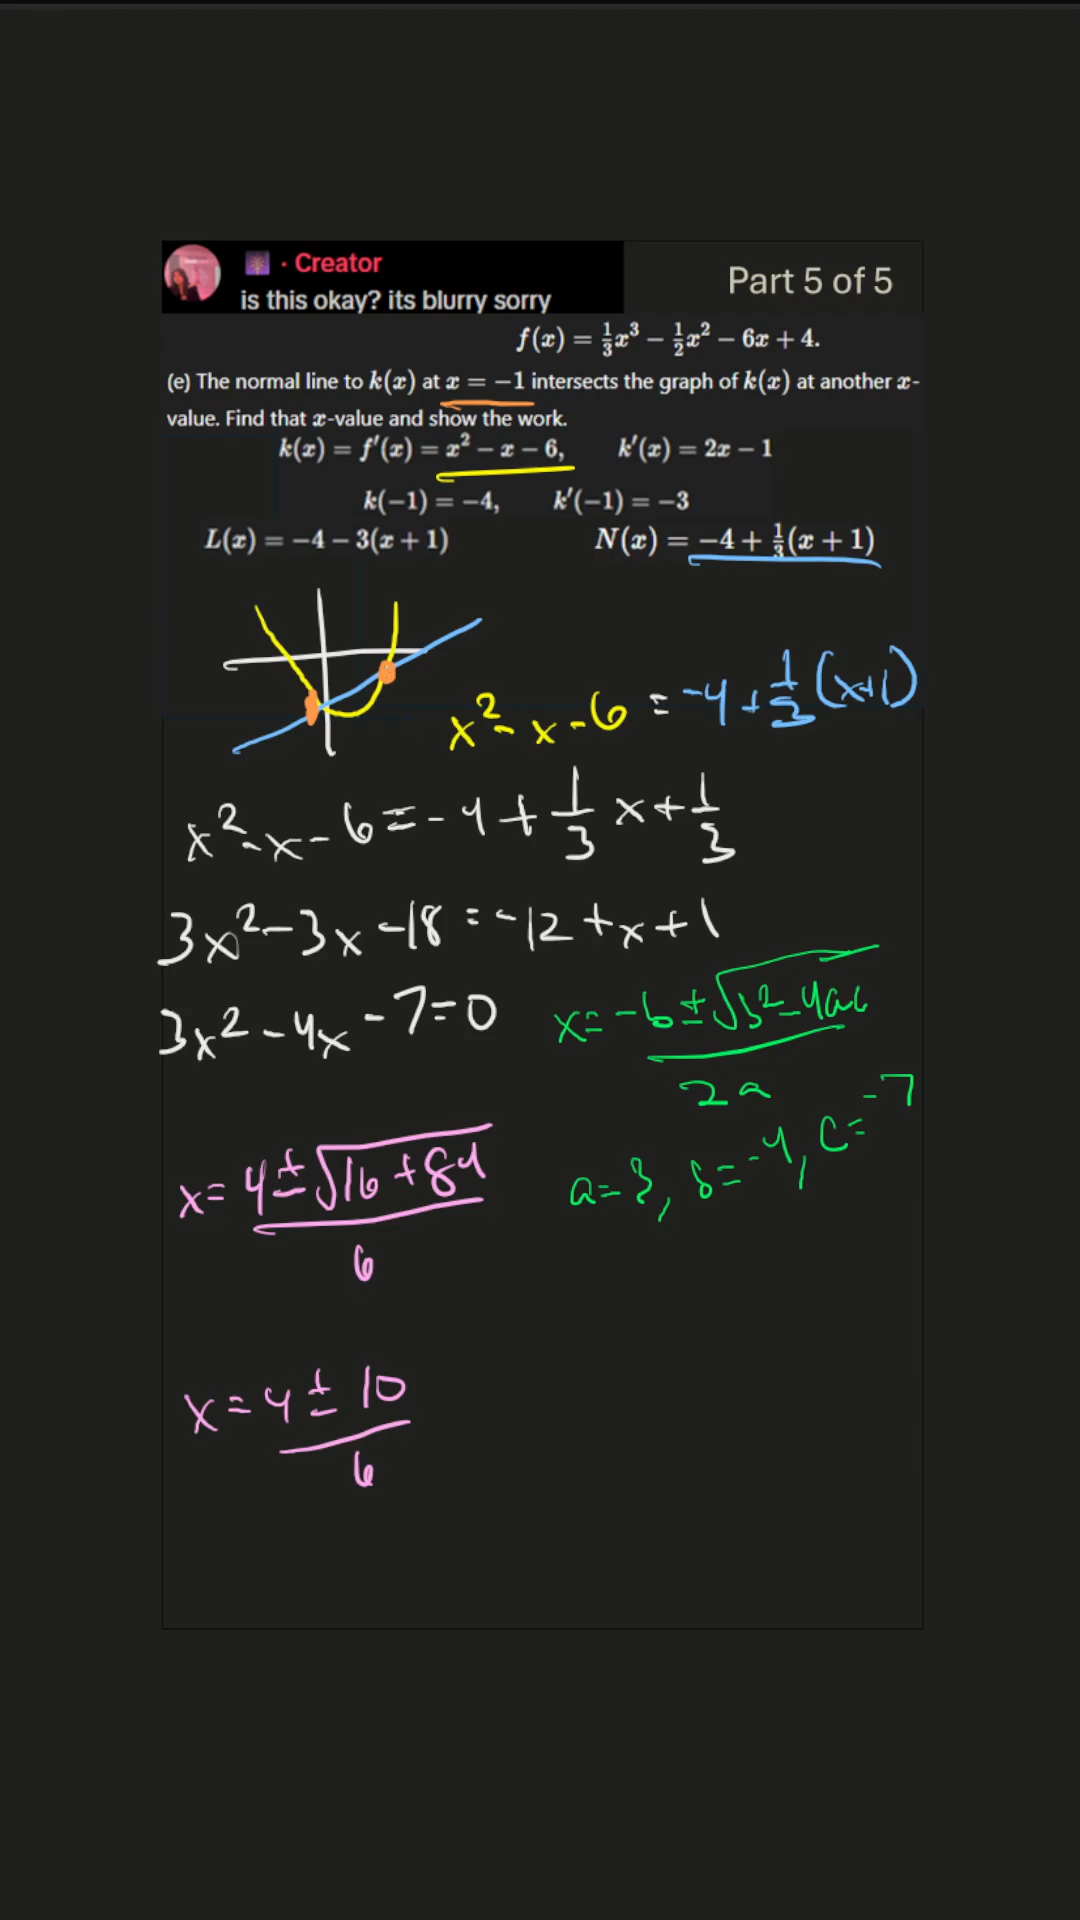 · Creator
is this okay? its blurry sorry
Part 5 of 5
f(x) = 1/3 x³ − 1/2 x² − 6x + 4.
(e) The normal line to k(x) at x = −1 intersects the graph of k(x) at another x-
value. Find that x-value and show the work.
k(x) = f′(x) = x² − x − 6,    k′(x) = 2x − 1
k(−1) = −4,    k′(−1) = −3
L(x) = −4 − 3(x + 1)    N(x) = −4 + 1/3(x + 1)
x² - x - 6 = -4 + 1/3 (x+1)
x² - x - 6 = -4 + 1/3 x + 1/3
3x² - 3x - 18 = -12 + x + 1
3x² - 4x - 7 = 0
x = -b ± √b² - 4ac / 2a
a = 3, b = -4, c = -7
x = 4 ± √16 + 84 / 6
x = 4 ± 10 / 6